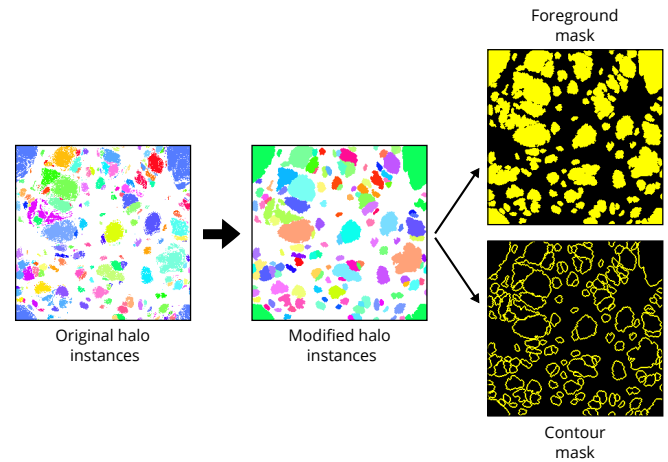 Foreground
mask
Original halo
instances
Modified halo
instances
Contour
mask